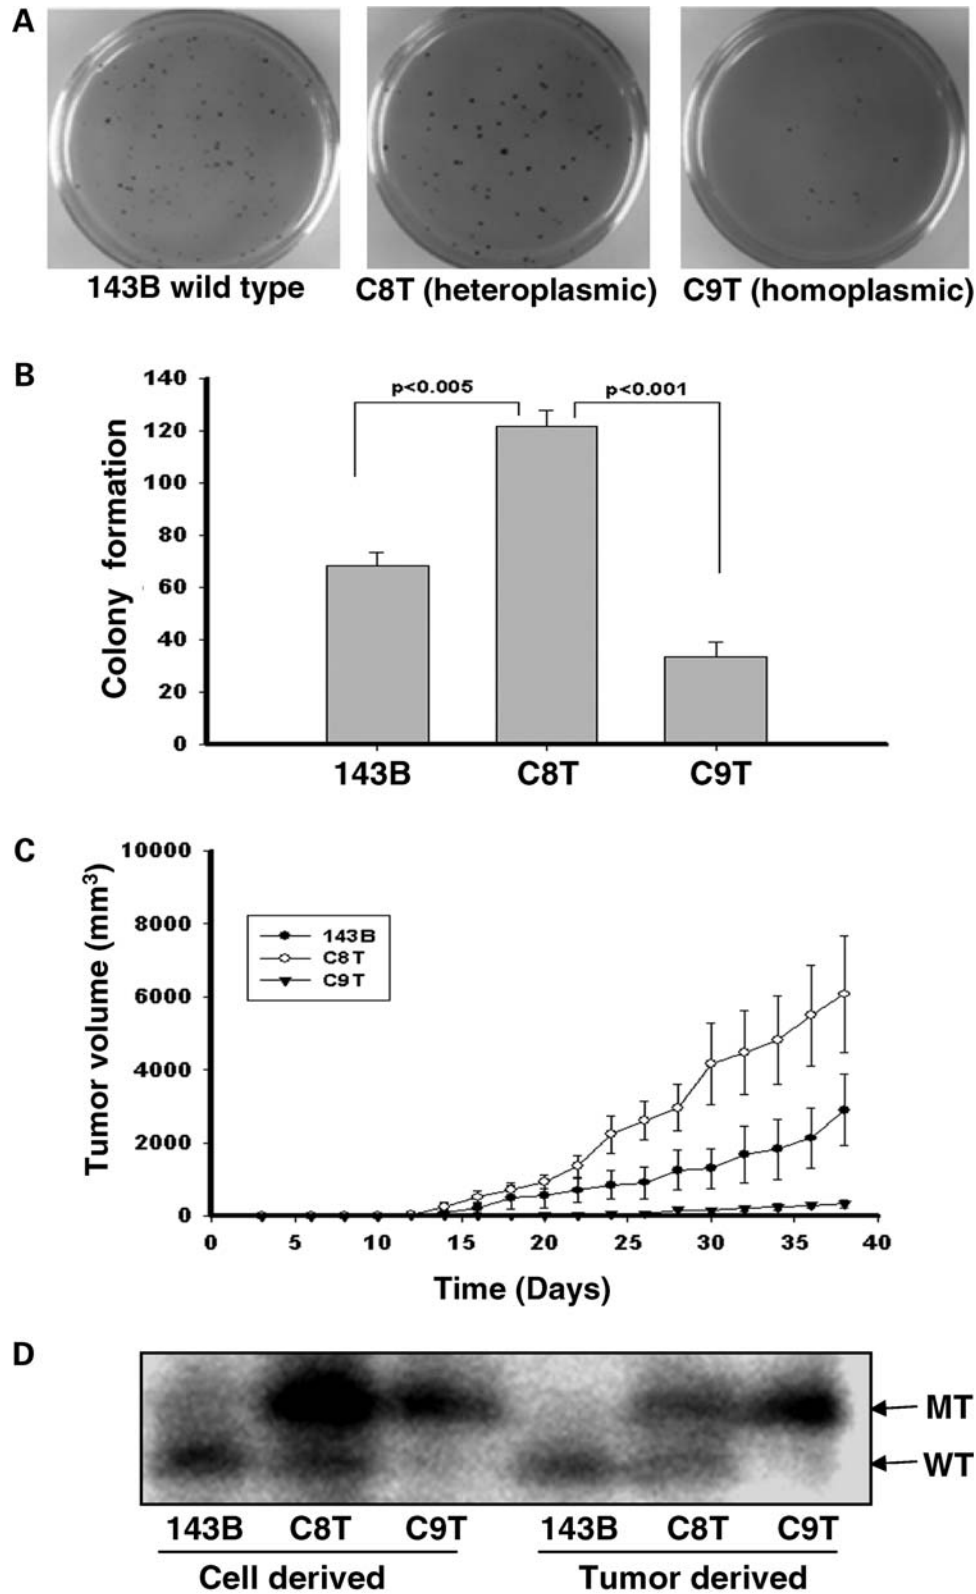 A
143B wild type C8T (heteroplasmic) C9T (homoplasmic)
B
Colony formation
140
120
100
80
60
40
20
0
p<0.005 p<0.001
143B C8T C9T
C
Tumor volume (mm³)
10000
8000
6000
4000
2000
0
143B
C8T
C9T
0 5 10 15 20 25 30 35 40
Time (Days)
D
MT
WT
143B C8T C9T 143B C8T C9T
Cell derived Tumor derived